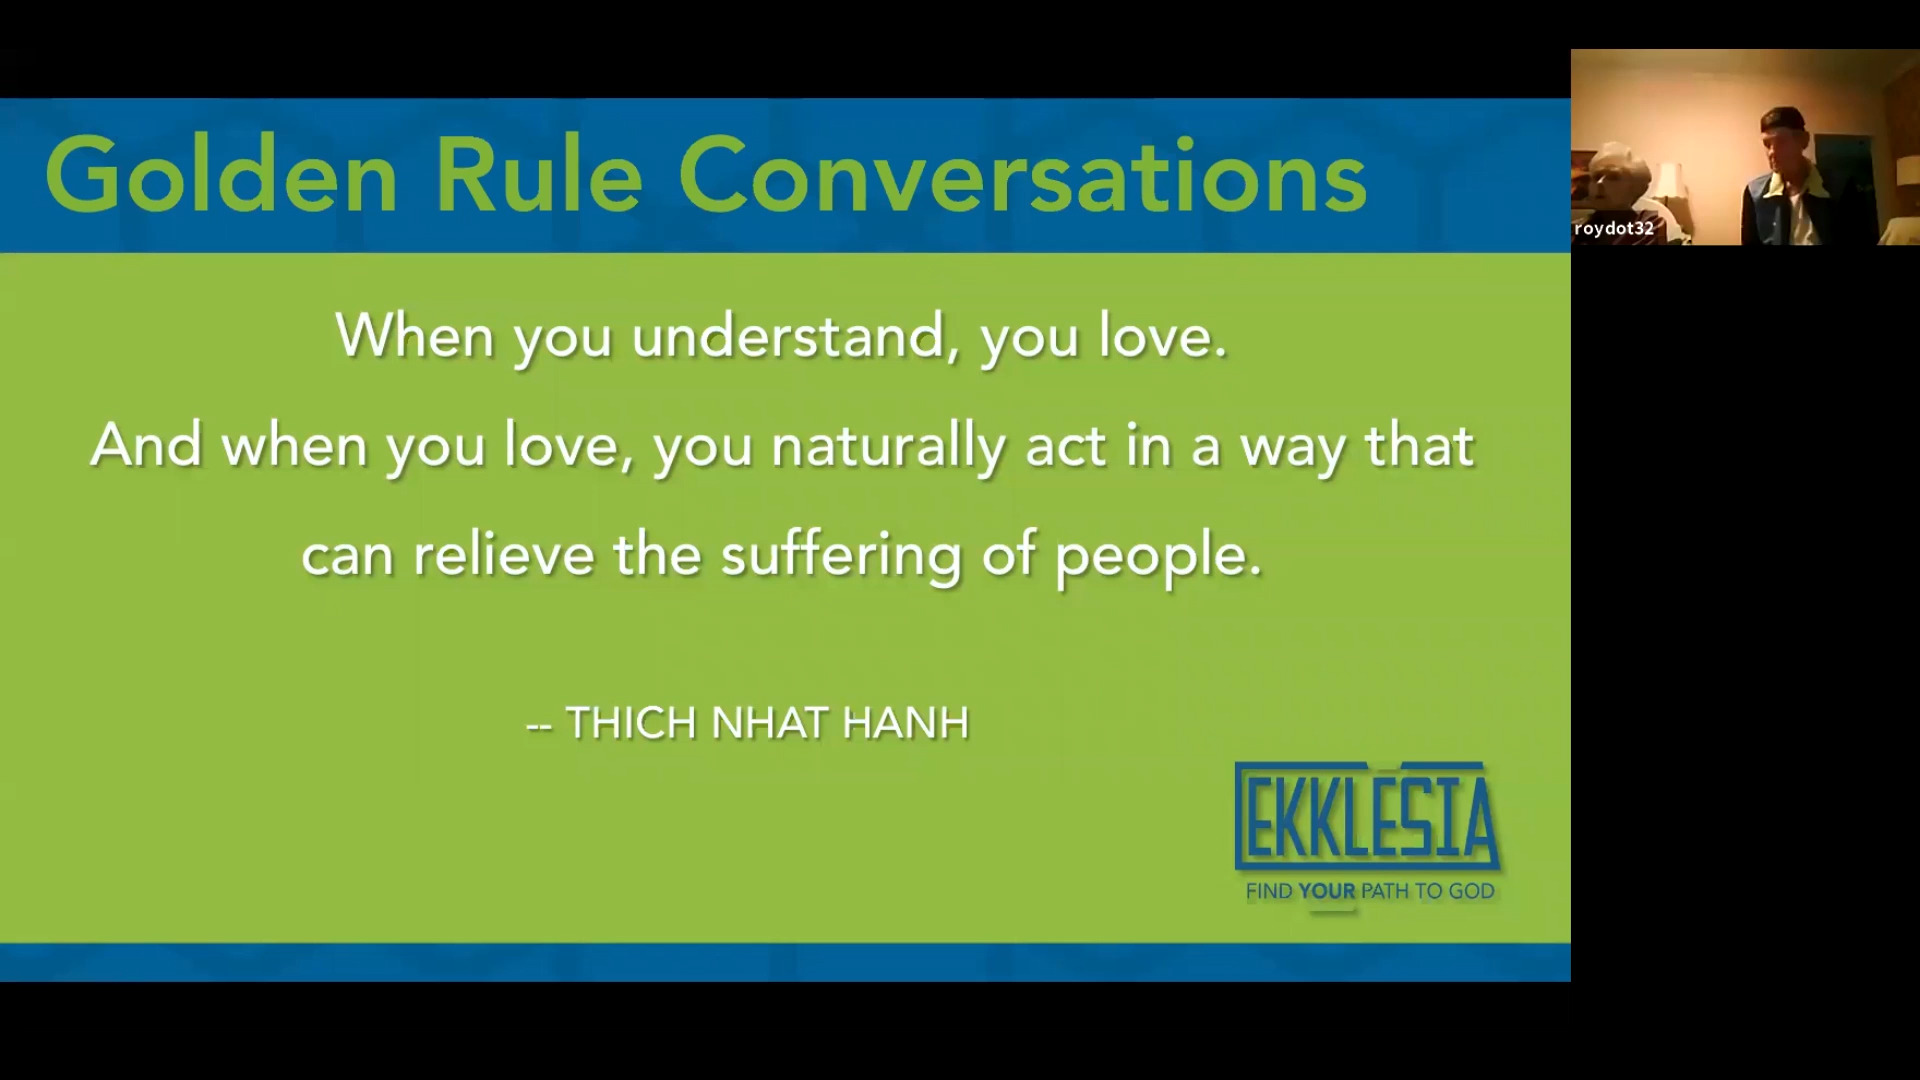 Golden Rule Conversations
When you understand, you love.
And when you love, you naturally act in a way that
can relieve the suffering of people.
-- THICH NHAT HANH
EKKLESIA
FIND YOUR PATH TO GOD
roydot32